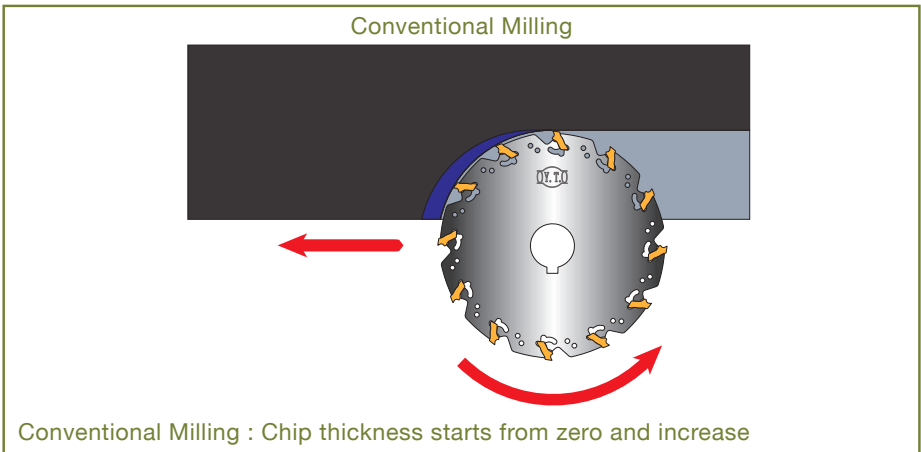 Conventional Milling
Y.T.
Conventional Milling : Chip thickness starts from zero and increase